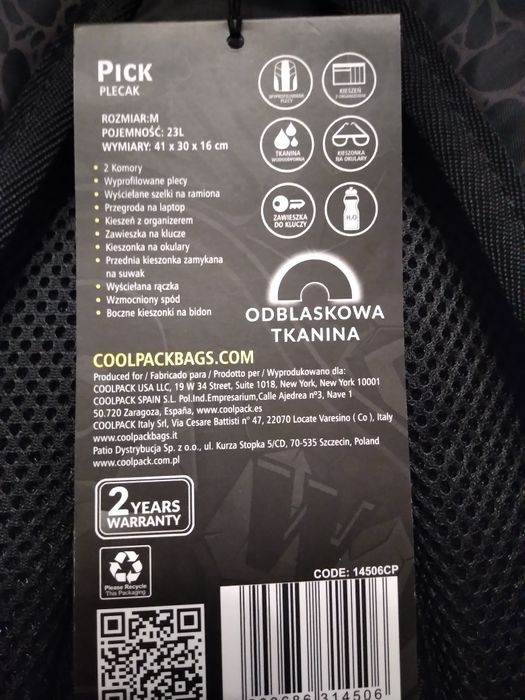 PICK
PLECAK
ROZMIAR:M
POJEMNOŚĆ: 23L
WYMIARY: 41 x 30 x 16 cm
• 2 Komory
• Wyprofilowane plecy
• Wyścielane szelki na ramiona
• Przegroda na laptop
• Kieszeń z organizerem
• Zawieszka na klucze
• Kieszonka na okulary
• Przednia kieszonka zamykana
na suwak
• Wyścielana rączka
• Wzmocniony spód
• Boczne kieszonki na bidon
WYPROFILOWANE
PLECY
KIESZEŃ
Z ORGANIZEREM
TKANINA
WODOODPORNA
KIESZONKA
NA OKULARY
ZAWIESZKA
DO KLUCZY
H2O
ODBLASKOWA
TKANINA
COOLPACKBAGS.COM
Produced for / Fabricado para / Prodotto per / Wyprodukowano dla:
COOLPACK USA LLC, 19 W 34 Street, Suite 1018, New York, New York 10001
COOLPACK SPAIN S.L. Pol.Ind.Empresarium,Calle Ajedrea nº3, Nave 1
50.720 Zaragoza, España, www.coolpack.es
COOLPACK Italy Srl, Via Cesare Battisti n° 47, 22070 Locate Varesino ( Co ), Italy
www.coolpackbags.it
Patio Dystrybucja Sp. z o.o., ul. Kurza Stopka 5/CD, 70-535 Szczecin, Poland
www.coolpack.com.pl
2 YEARS
WARRANTY
Please Recycle
This Packaging
CODE: 14506CP
314506